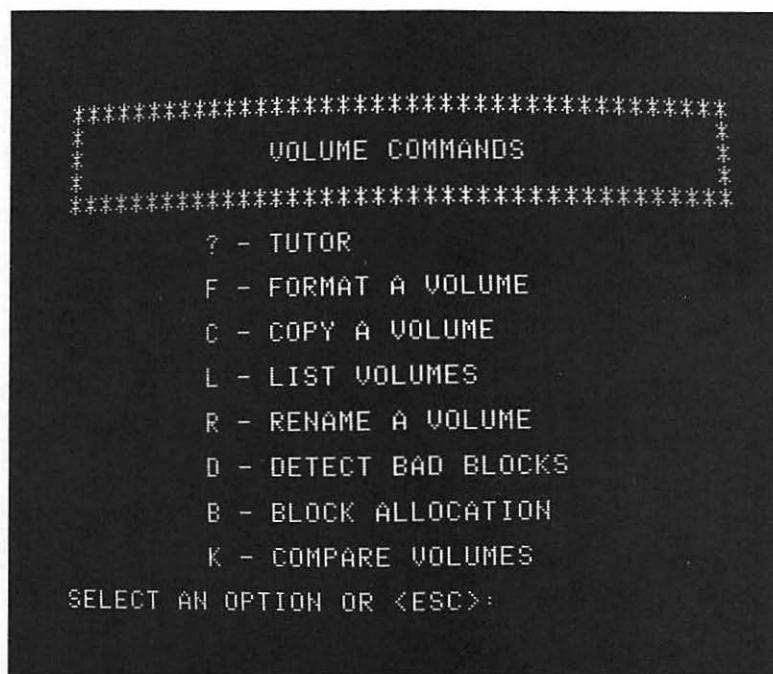 *****************************************
* VOLUME COMMANDS *
*****************************************
? - TUTOR
F - FORMAT A VOLUME
C - COPY A VOLUME
L - LIST VOLUMES
R - RENAME A VOLUME
D - DETECT BAD BLOCKS
B - BLOCK ALLOCATION
K - COMPARE VOLUMES
SELECT AN OPTION OR <ESC>: